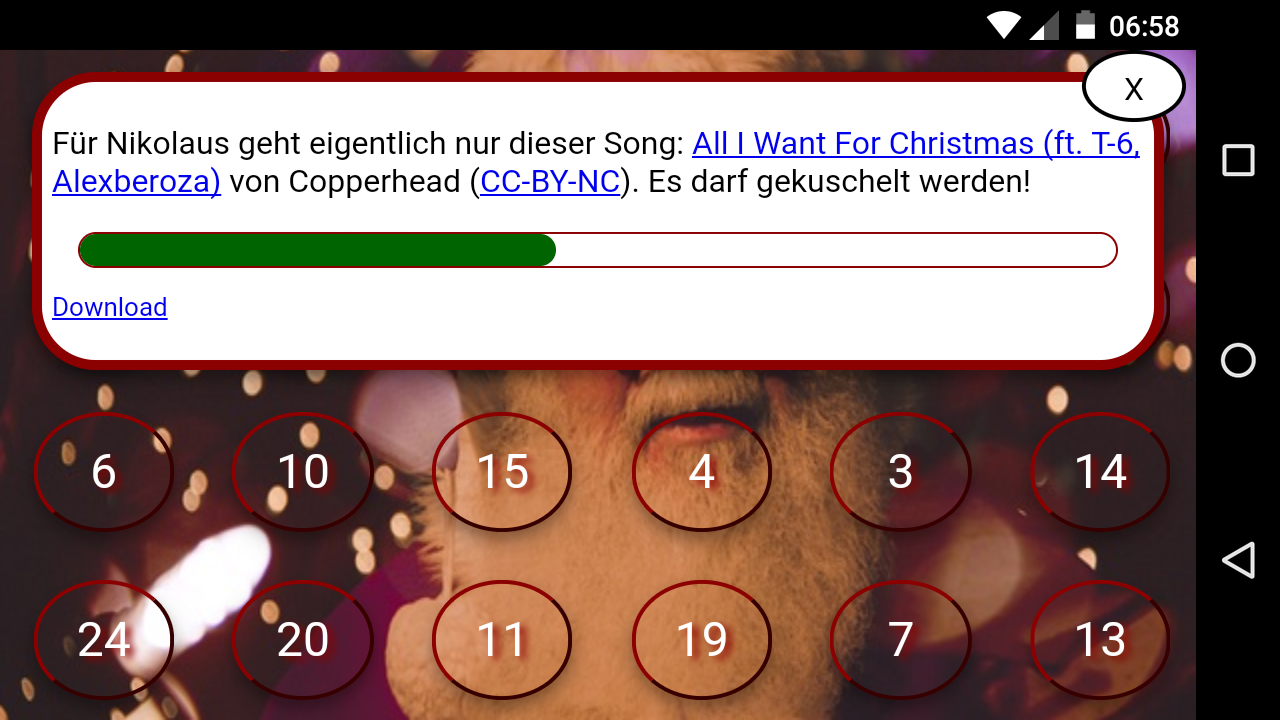 06:58
X
Für Nikolaus geht eigentlich nur dieser Song: All I Want For Christmas (ft. T-6,
Alexberoza) von Copperhead (CC-BY-NC). Es darf gekuschelt werden!
Download
6 10 15 4 3 14
24 20 11 19 7 13